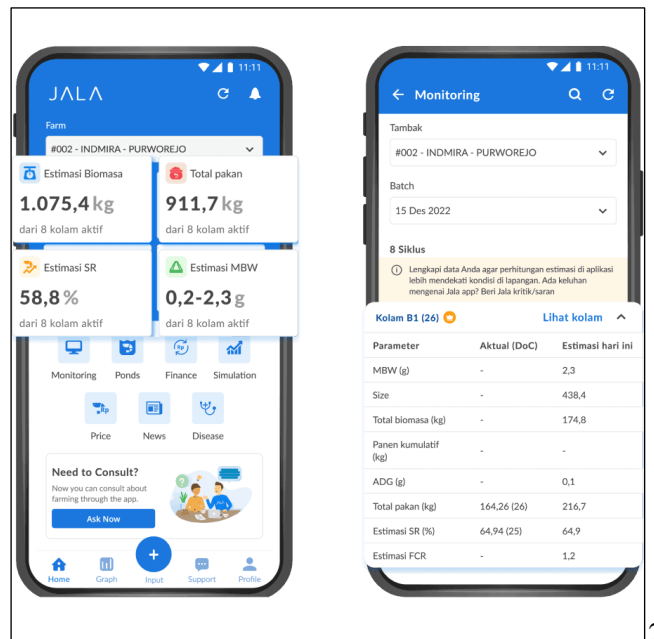 11:11
JALA
Farm
#002 - INDMIRA - PURWOREJO
Estimasi Biomasa
1.075,4 kg
dari 8 kolam aktif
Total pakan
911,7 kg
dari 8 kolam aktif
Estimasi SR
58,8 %
dari 8 kolam aktif
Estimasi MBW
0,2-2,3 g
dari 8 kolam aktif
Monitoring Ponds Finance Simulation
Price News Disease
Need to Consult?
Now you can consult about
farming through the app.
Ask Now
Home Graph Input Support Profile
11:11
Monitoring
Tambak
#002 - INDMIRA - PURWOREJO
Batch
15 Des 2022
8 Siklus
Lengkapi data Anda agar perhitungan estimasi di aplikasi
lebih mendekati kondisi di lapangan. Ada keluhan
mengenai Jala app? Beri Jala kritik/saran
Kolam B1 (26) Lihat kolam
Parameter Aktual (DoC) Estimasi hari ini
MBW (g) - 2,3
Size - 438,4
Total biomasa (kg) - 174,8
Panen kumulatif
(kg) - -
ADG (g) - 0,1
Total pakan (kg) 164,26 (26) 216,7
Estimasi SR (%) 64,94 (25) 64,9
Estimasi FCR - 1,2